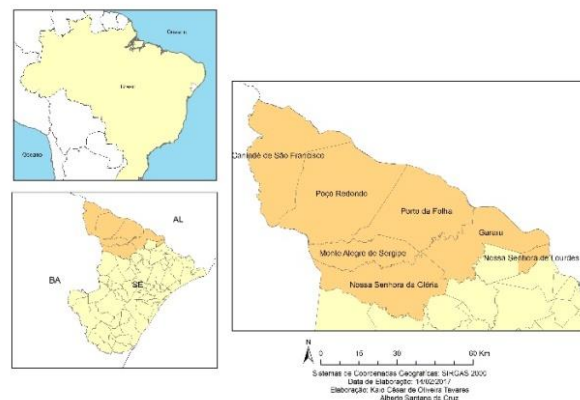 Oceano
Brasil
Oceano
AL
BA
SE
Canindé de São Francisco
Poço Redondo
Porto da Folha
Gararu
Monte Alegre de Sergipe
Nossa Senhora de Lourdes
Nossa Senhora da Glória
N
0 15 30 60 Km
Sistemas de Coordenadas Geográficas: SIRGAS 2000
Data de Elaboração: 14/02/2017
Elaboração: Kaio César de Oliveira Tavares
Alberto Santana da Cruz